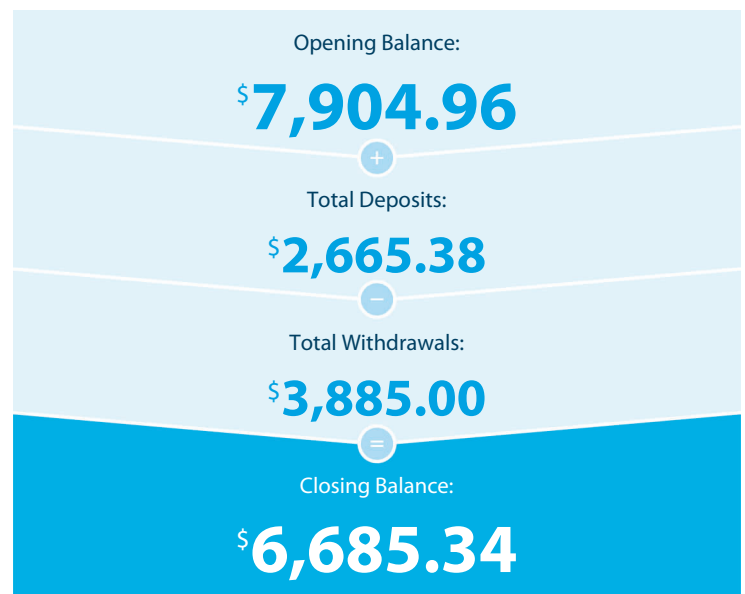 Opening Balance:
$7,904.96
+
Total Deposits:
$2,665.38
−
Total Withdrawals:
$3,885.00
=
Closing Balance:
$6,685.34